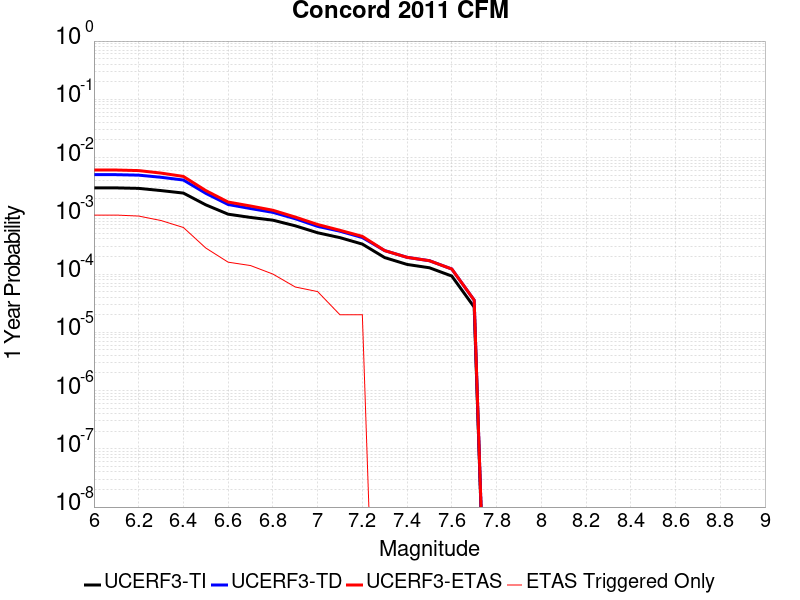 Concord 2011 CFM
10^0
10^-1
10^-2
10^-3
10^-4
10^-5
10^-6
10^-7
10^-8
1 Year Probability
6 6.2 6.4 6.6 6.8 7 7.2 7.4 7.6 7.8 8 8.2 8.4 8.6 8.8 9
Magnitude
UCERF3-TI UCERF3-TD UCERF3-ETAS ETAS Triggered Only